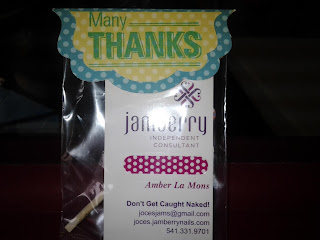 Many
THANKS
jamberry
INDEPENDENT
CONSULTANT
Amber La Mons
Don't Get Caught Naked!
jocesjams@gmail.com
joces.jamberrynails.com
541.331.9701